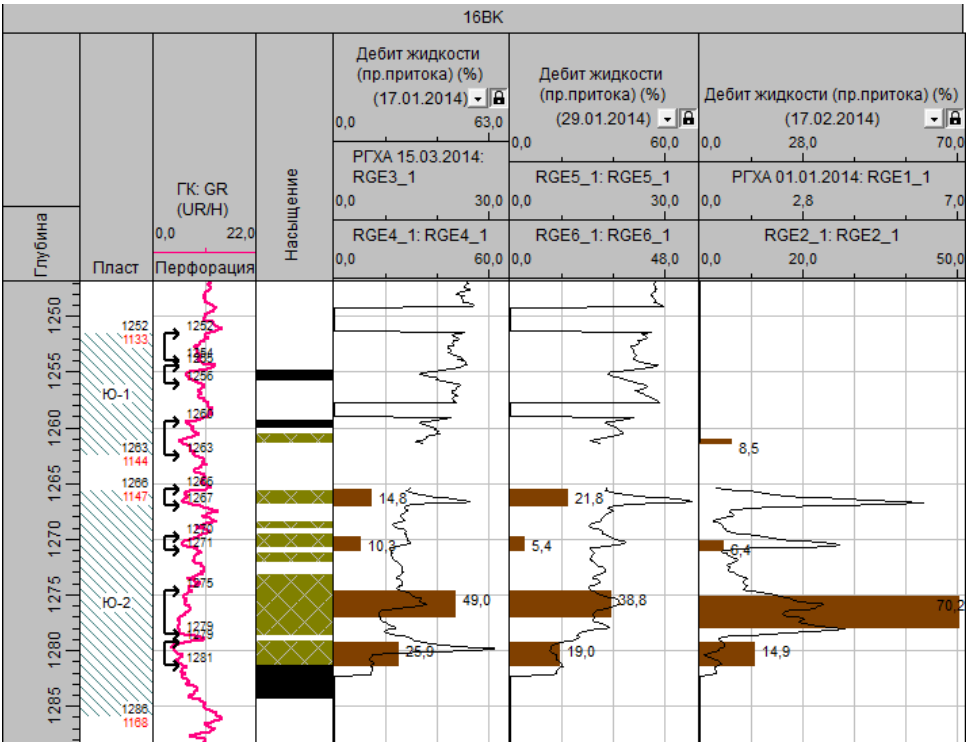 16ВК
Глубина
Пласт
ГК: GR
(UR/H)
0,0 22,0
Перфорация
Насыщение
Дебит жидкости
(пр.притока) (%)
(17.01.2014)
0,0 63,0
РГХА 15.03.2014:
RGE3_1
0,0 30,0
RGE4_1: RGE4_1
0,0 60,0
Дебит жидкости
(пр.притока) (%)
(29.01.2014)
0,0 60,0
RGE5_1: RGE5_1
0,0 30,0
RGE6_1: RGE6_1
0,0 48,0
Дебит жидкости (пр.притока) (%)
(17.02.2014)
0,0 28,0 70,0
РГХА 01.01.2014: RGE1_1
0,0 2,8 7,0
RGE2_1: RGE2_1
0,0 20,0 50,0
1250
1255
1260
1265
1270
1275
1280
1285
1252
1133
Ю-1
1263
1144
1266
1147
Ю-2
1286
1168
1252
1256
1260
1263
1266
1267
1271
1275
1279
1281
14,8
49,0
25,9
21,8
5,4
38,8
19,0
8,5
6,4
70,2
14,9